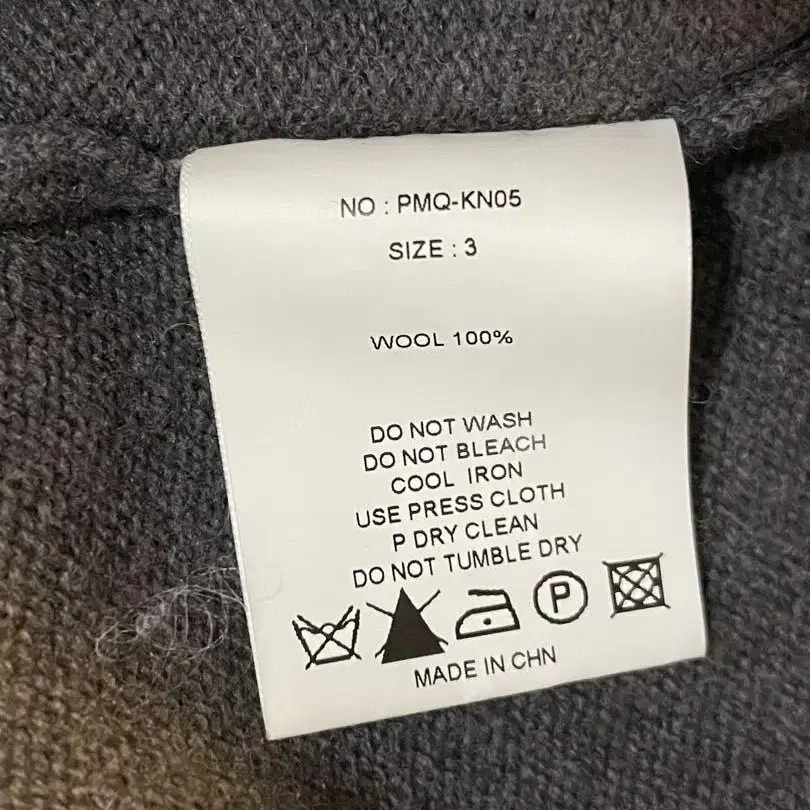 NO : PMQ-KN05
SIZE : 3
WOOL 100%
DO NOT WASH
DO NOT BLEACH
COOL IRON
USE PRESS CLOTH
P DRY CLEAN
DO NOT TUMBLE DRY
P
MADE IN CHN